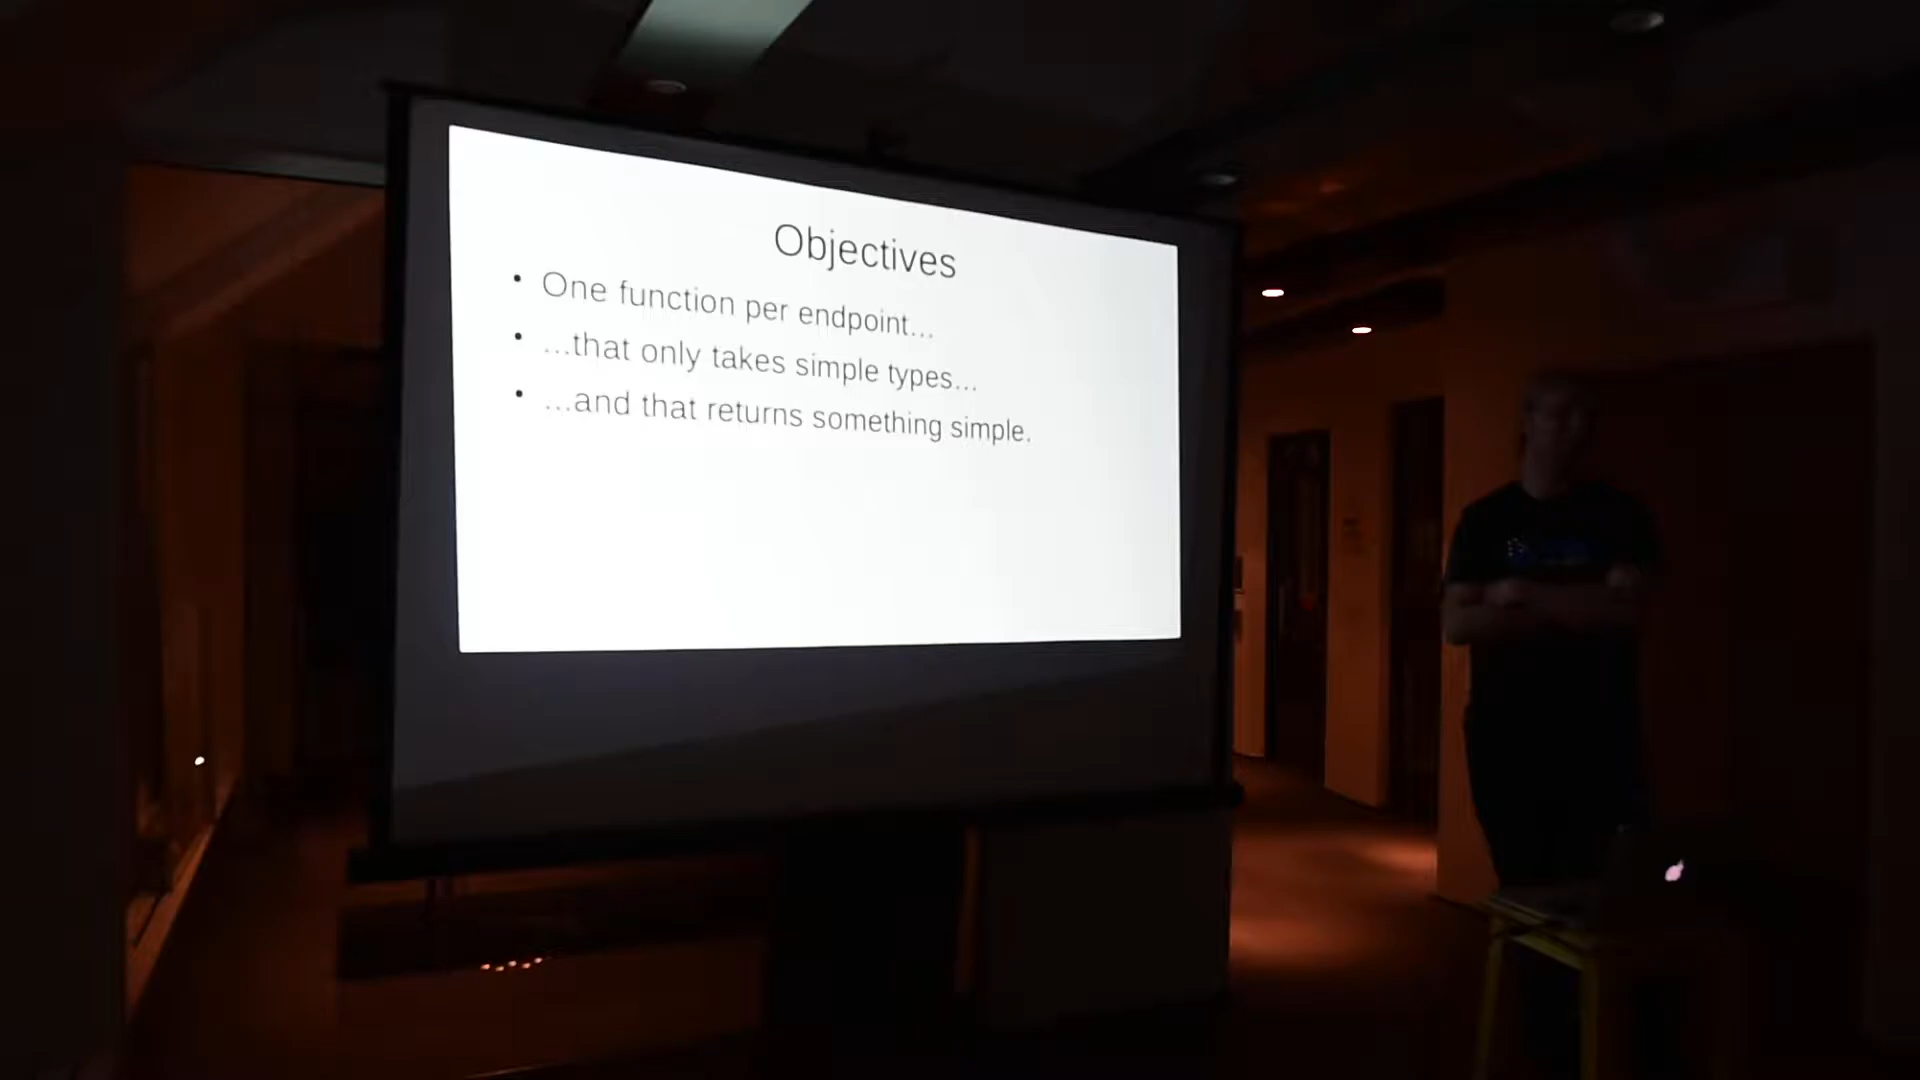 Objectives
• One function per endpoint…
• …that only takes simple types…
• …and that returns something simple.